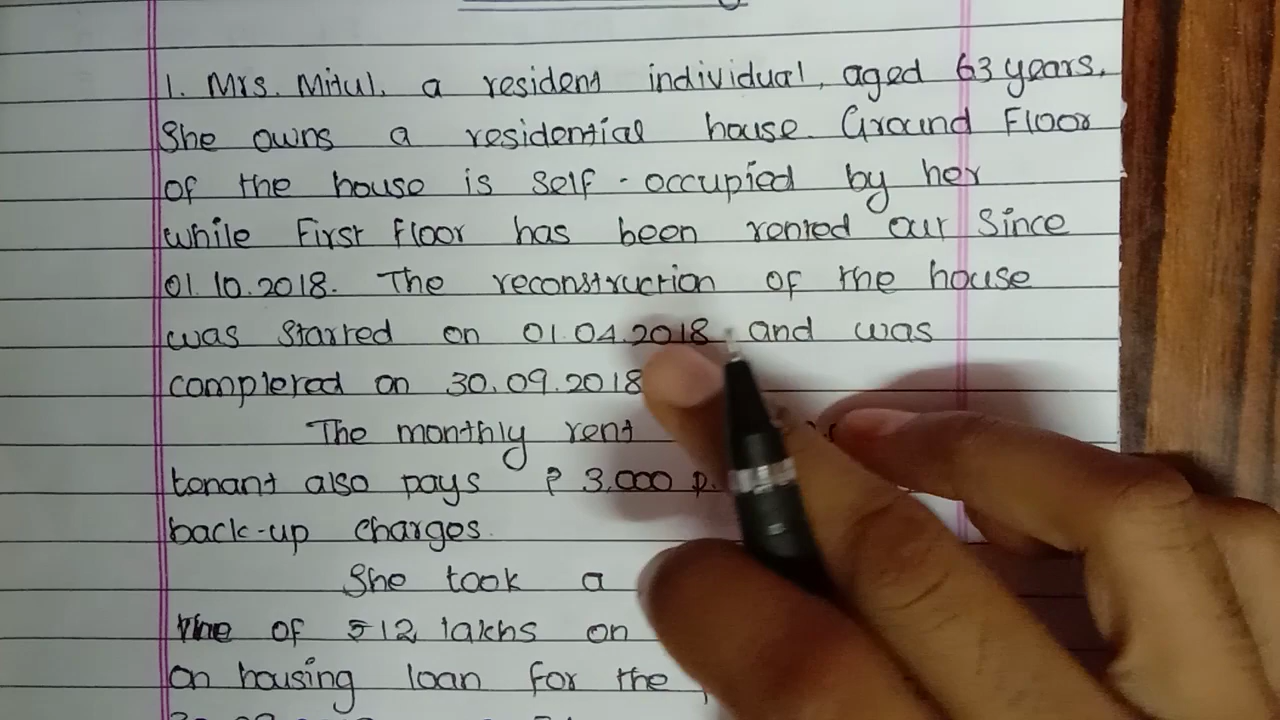 1. Mrs. Mitul, a resident individual, aged 63 years.
She owns a residential house. Ground Floor
of the house is self-occupied by her
while First floor has been rented out since
01.10.2018. The reconstruction of the house
was started on 01.04.2018 and was
completed on 30.09.2018
The monthly rent
tenant also pays ₹ 3,000 p.
back-up charges.
She took a
of ₹12 lakhs on
on housing loan for the